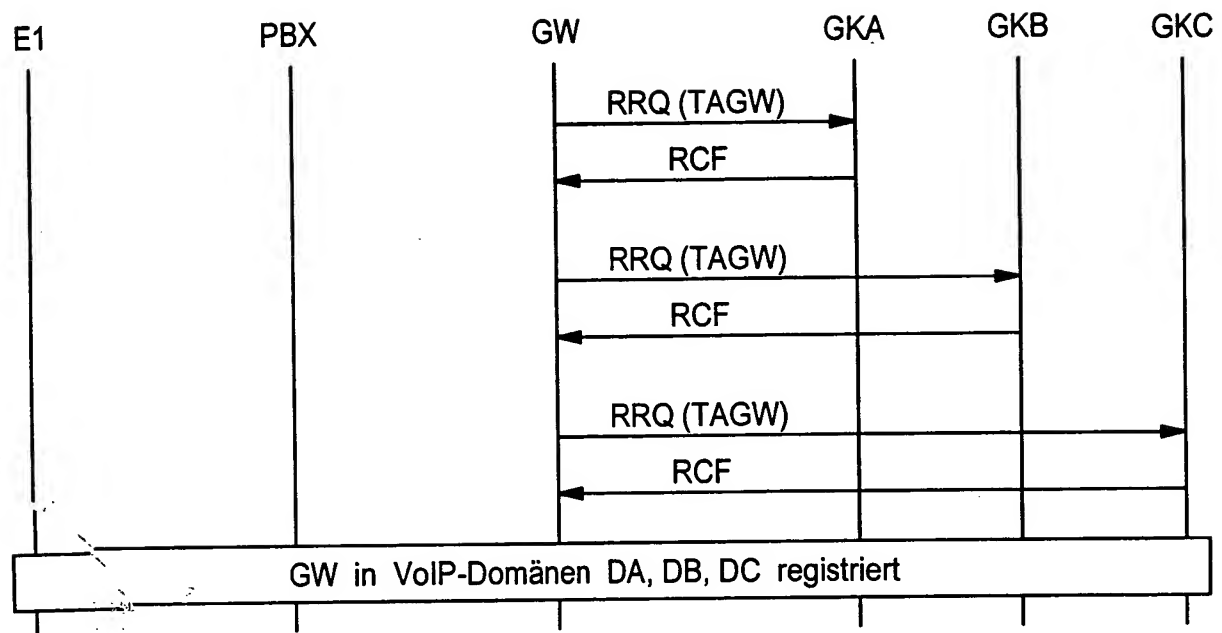 E1 PBX GW GKA GKB GKC
RRQ (TAGW)
RCF
RRQ (TAGW)
RCF
RRQ (TAGW)
RCF
GW in VoIP-Domänen DA, DB, DC registriert